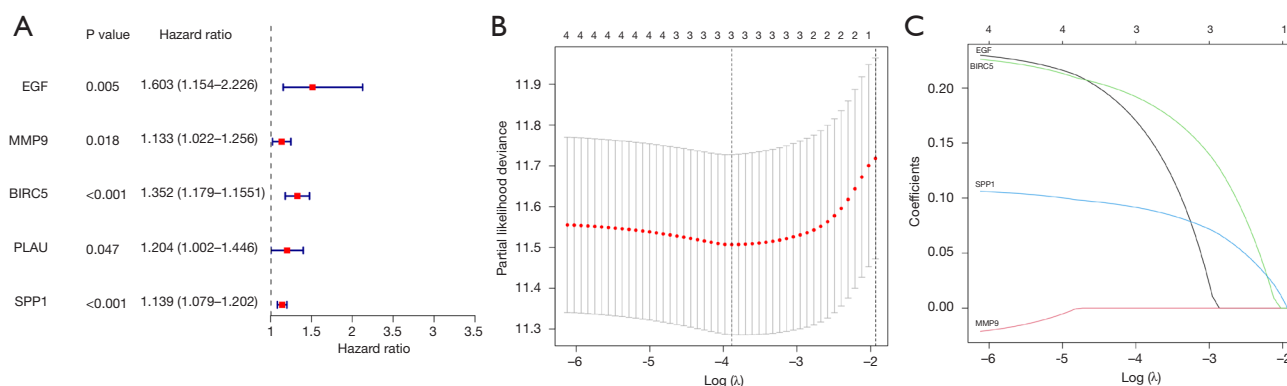 A
P value Hazard ratio
EGF 0.005 1.603 (1.154–2.226)
MMP9 0.018 1.133 (1.022–1.256)
BIRC5 <0.001 1.352 (1.179–1.1551)
PLAU 0.047 1.204 (1.002–1.446)
SPP1 <0.001 1.139 (1.079–1.202)
1 1.5 2 2.5 3 3.5
Hazard ratio
B
4 4 4 4 4 4 4 3 3 3 3 3 3 3 3 2 2 2 2 1
Partial likelihood deviance
11.9
11.8
11.7
11.6
11.5
11.4
11.3
−6 -5 −4 −3 −2
Log (λ)
C
4 4 3 3 1
Coefficients
0.20
0.15
0.10
0.05
0.00
EGF
BIRC5
SPP1
MMP9
−6 -5 −4 −3 −2
Log (λ)